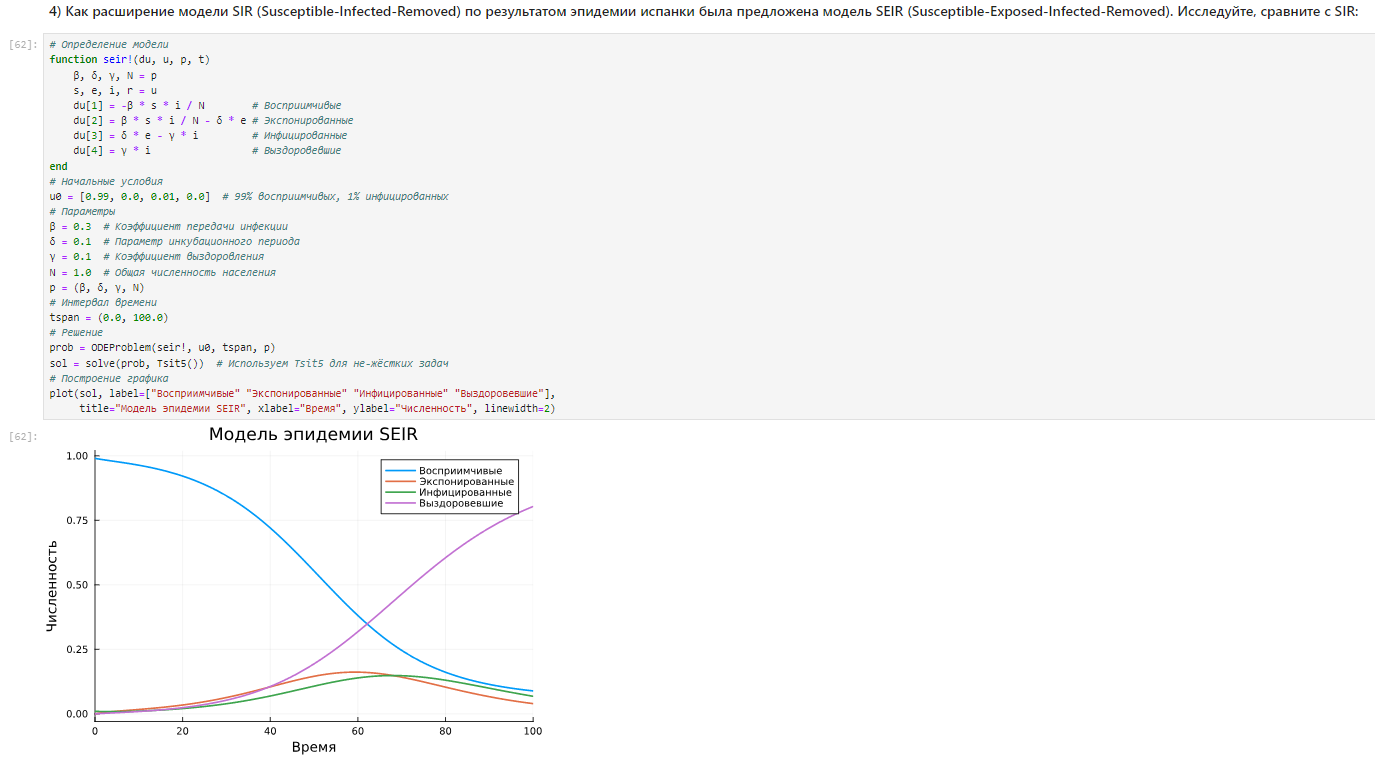 4) Как расширение модели SIR (Susceptible-Infected-Removed) по результатом эпидемии испанки была предложена модель SEIR (Susceptible-Exposed-Infected-Removed). Исследуйте, сравните с SIR:
[62]:
# Определение модели
function seir!(du, u, p, t)
    β, δ, γ, N = p
    s, e, i, r = u
    du[1] = -β * s * i / N        # Восприимчивые
    du[2] = β * s * i / N - δ * e # Экспонированные
    du[3] = δ * e - γ * i         # Инфицированные
    du[4] = γ * i                 # Выздоровевшие
end
# Начальные условия
u0 = [0.99, 0.0, 0.01, 0.0]  # 99% восприимчивых, 1% инфицированных
# Параметры
β = 0.3  # Коэффициент передачи инфекции
δ = 0.1  # Параметр инкубационного периода
γ = 0.1  # Коэффициент выздоровления
N = 1.0  # Общая численность населения
p = (β, δ, γ, N)
# Интервал времени
tspan = (0.0, 100.0)
# Решение
prob = ODEProblem(seir!, u0, tspan, p)
sol = solve(prob, Tsit5())  # Используем Tsit5 для не-жёстких задач
# Построение графика
plot(sol, label=["Восприимчивые" "Экспонированные" "Инфицированные" "Выздоровевшие"],
     title="Модель эпидемии SEIR", xlabel="Время", ylabel="Численность", linewidth=2)
[62]:
Модель эпидемии SEIR
1.00
0.75
0.50
0.25
0.00
Численность
Восприимчивые
Экспонированные
Инфицированные
Выздоровевшие
0 20 40 60 80 100
Время